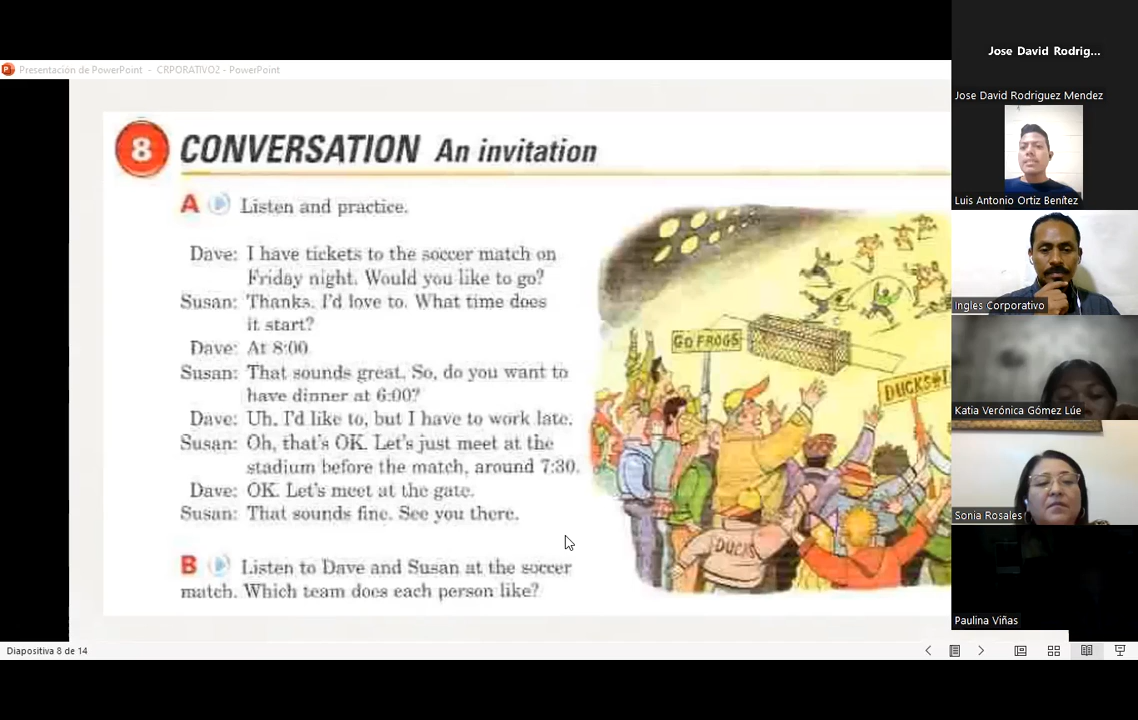 Presentación de PowerPoint - CRPORATIVO2 - PowerPoint
8 CONVERSATION An invitation
A Listen and practice.
Dave: I have tickets to the soccer match on
Friday night. Would you like to go?
Susan: Thanks. I'd love to. What time does
it start?
Dave: At 8:00
Susan: That sounds great. So, do you want to
have dinner at 6:00?
Dave: Uh, I'd like to, but I have to work late.
Susan: Oh, that's OK. Let's just meet at the
stadium before the match, around 7:30.
Dave: OK. Let's meet at the gate.
Susan: That sounds fine. See you there.
B Listen to Dave and Susan at the soccer
match. Which team does each person like?
GO FROGS
DUCKS
DUCKS
Diapositiva 8 de 14
Jose David Rodrig...
Jose David Rodriguez Mendez
Luis Antonio Ortiz Benítez
Ingles Corporativo
Katia Verónica Gómez Lúe
Sonia Rosales
Paulina Viñas